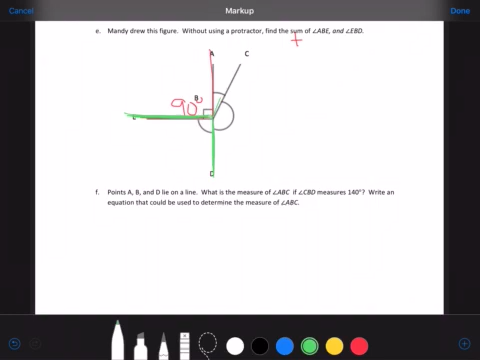 Cancel
Markup
Done
e. Mandy drew this figure. Without using a protractor, find the sum of ∠ABE, and ∠EBD.
+
A
C
B
90°
f. Points A, B, and D lie on a line. What is the measure of ∠ABC if ∠CBD measures 140°? Write an
equation that could be used to determine the measure of ∠ABC.